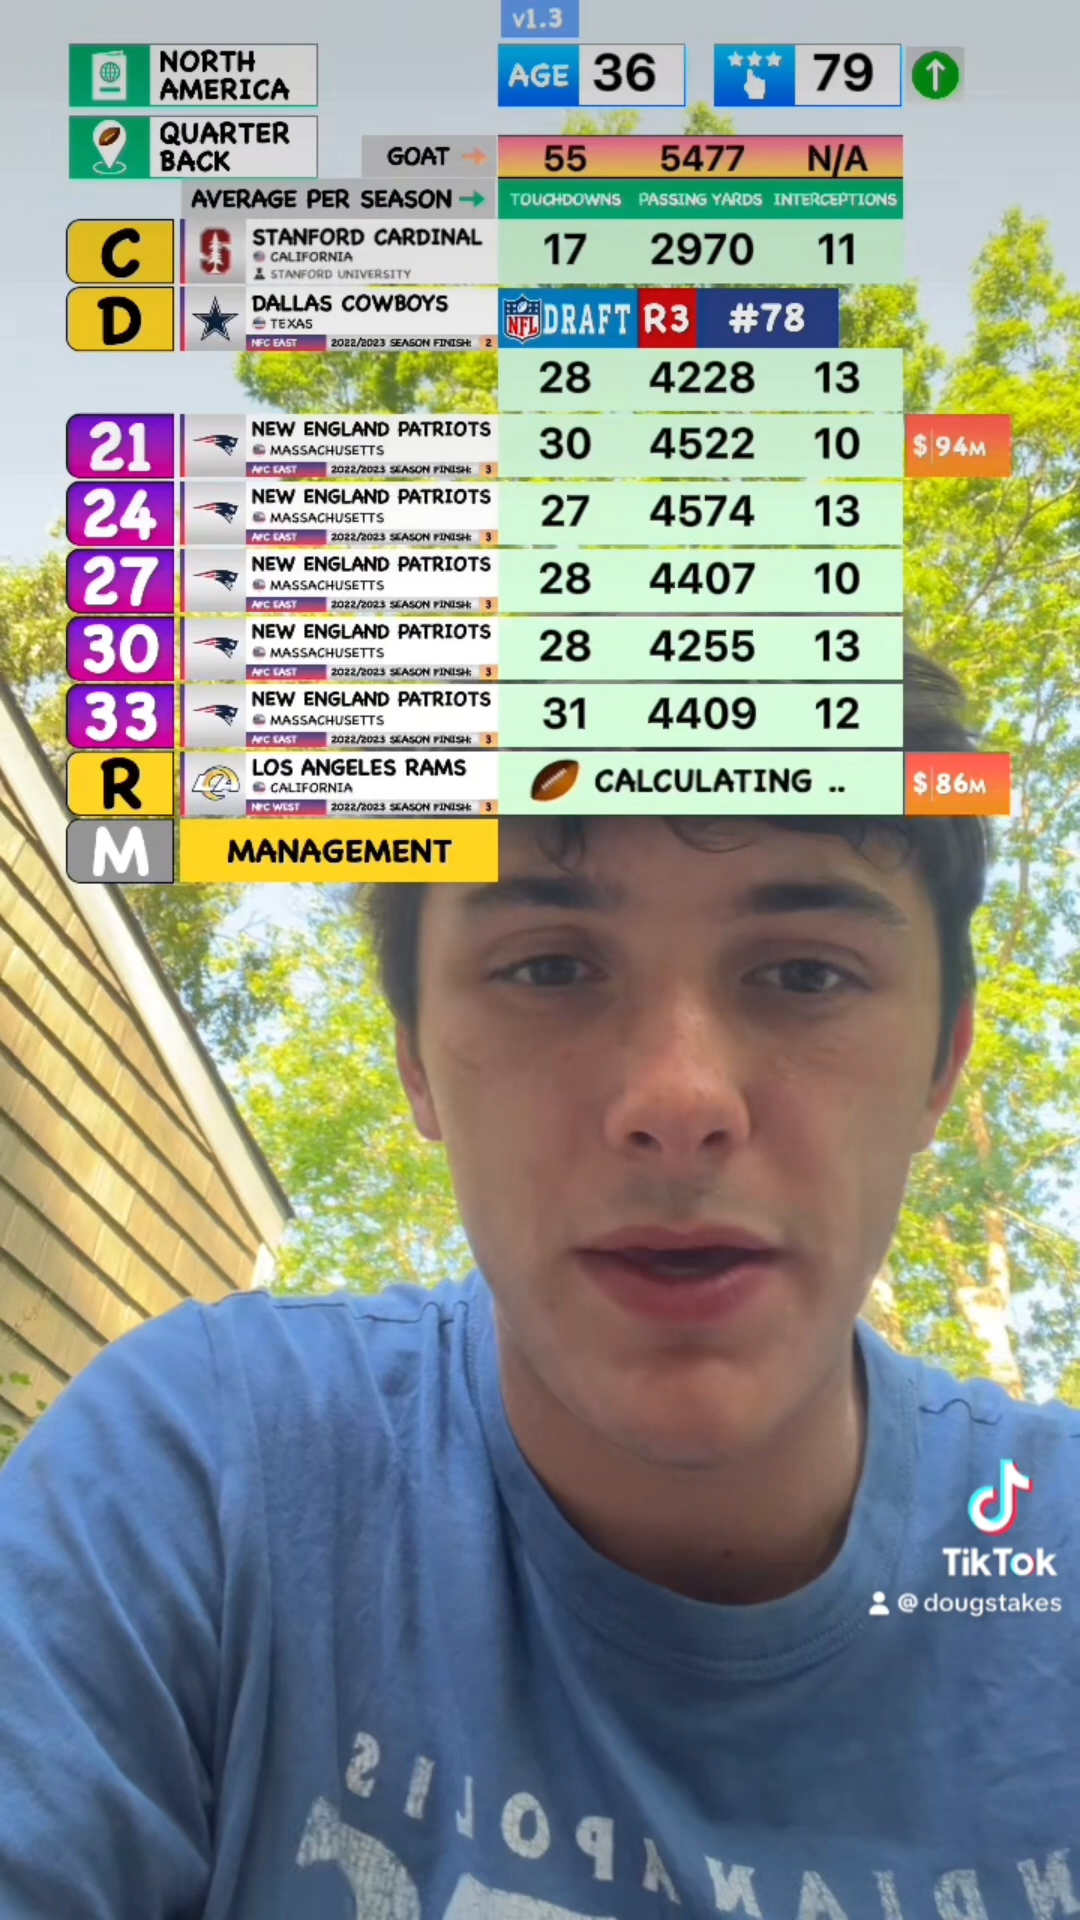 v1.3
NORTH AMERICA
AGE 36 79
QUARTER BACK
GOAT 55 5477 N/A
AVERAGE PER SEASON TOUCHDOWNS PASSING YARDS INTERCEPTIONS
C STANFORD CARDINAL 17 2970 11
CALIFORNIA
STANFORD UNIVERSITY
D DALLAS COWBOYS NFL DRAFT R3 #78
TEXAS
NFC EAST 2022/2023 SEASON FINISH: 2
28 4228 13
21 NEW ENGLAND PATRIOTS 30 4522 10 $ 94M
MASSACHUSETTS
AFC EAST 2022/2023 SEASON FINISH: 3
24 NEW ENGLAND PATRIOTS 27 4574 13
MASSACHUSETTS
AFC EAST 2022/2023 SEASON FINISH: 3
27 NEW ENGLAND PATRIOTS 28 4407 10
MASSACHUSETTS
AFC EAST 2022/2023 SEASON FINISH: 3
30 NEW ENGLAND PATRIOTS 28 4255 13
MASSACHUSETTS
AFC EAST 2022/2023 SEASON FINISH: 3
33 NEW ENGLAND PATRIOTS 31 4409 12
MASSACHUSETTS
AFC EAST 2022/2023 SEASON FINISH: 3
R LOS ANGELES RAMS CALCULATING .. $ 86M
CALIFORNIA
NFC WEST 2022/2023 SEASON FINISH: 3
M MANAGEMENT
TikTok
@dougstakes
INDIANAPOLIS